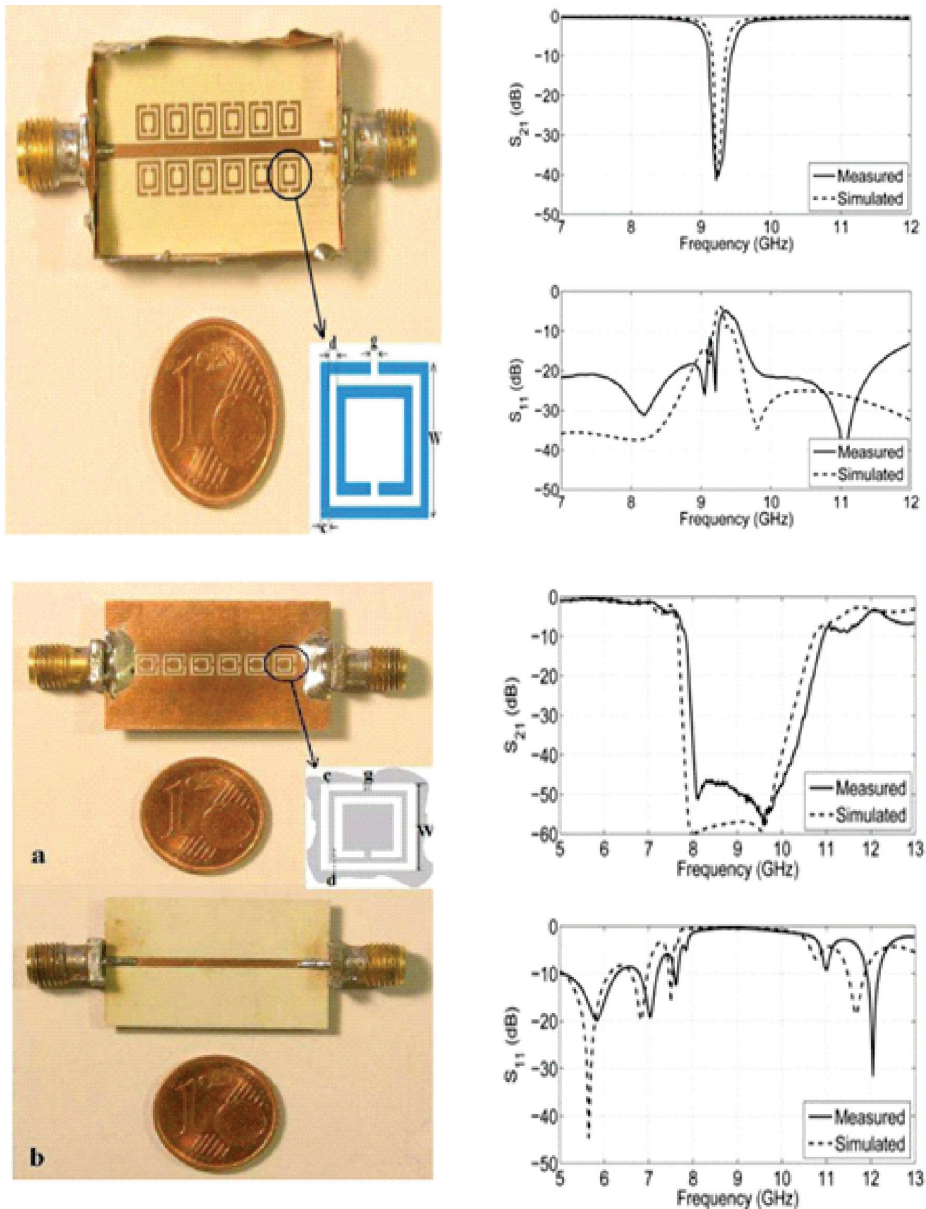 0
−10
−20
−30
−40
−50
S21 (dB)
Measured
Simulated
7 8 9 10 11 12
Frequency (GHz)
d g
W
c
1
0
−10
−20
−30
−40
−50
S11 (dB)
Measured
Simulated
7 8 9 10 11 12
Frequency (GHz)
c g
W
d
1
a
0
−10
−20
−30
−40
−50
−60
S21 (dB)
Measured
Simulated
5 6 7 8 9 10 11 12 13
Frequency (GHz)
1
b
0
−10
−20
−30
−40
−50
S11 (dB)
Measured
Simulated
5 6 7 8 9 10 11 12 13
Frequency (GHz)